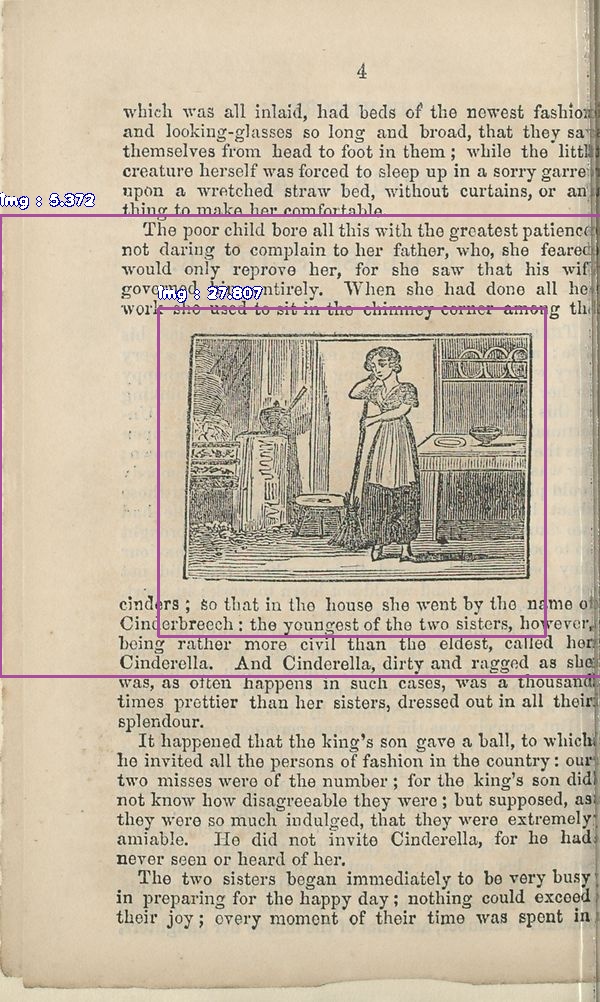 4
which was all inlaid, had beds of the newest fashion
and looking-glasses so long and broad, that they sa
themselves from head to foot in them ; while the littl
creature herself was forced to sleep up in a sorry garre
upon a wretched straw bed, without curtains, or an
img : 5.372
thing to make her comfortable.
The poor child bore all this with the greatest patience
not daring to complain to her father, who, she feared
would only reprove her, for she saw that his wif
governed him entirely. When she had done all he
img : 27.807
work she used to sit in the chimney corner among th
cinders ; so that in the house she went by the name of
Cinderbreech : the youngest of the two sisters, however,
being rather more civil than the eldest, called her
Cinderella. And Cinderella, dirty and ragged as she
was, as often happens in such cases, was a thousand
times prettier than her sisters, dressed out in all their
splendour.
It happened that the king's son gave a ball, to which
he invited all the persons of fashion in the country : our
two misses were of the number ; for the king's son did
not know how disagreeable they were ; but supposed, as
they were so much indulged, that they were extremely
amiable. He did not invite Cinderella, for he had
never seen or heard of her.
The two sisters began immediately to be very busy
in preparing for the happy day ; nothing could exceed
their joy ; every moment of their time was spent in